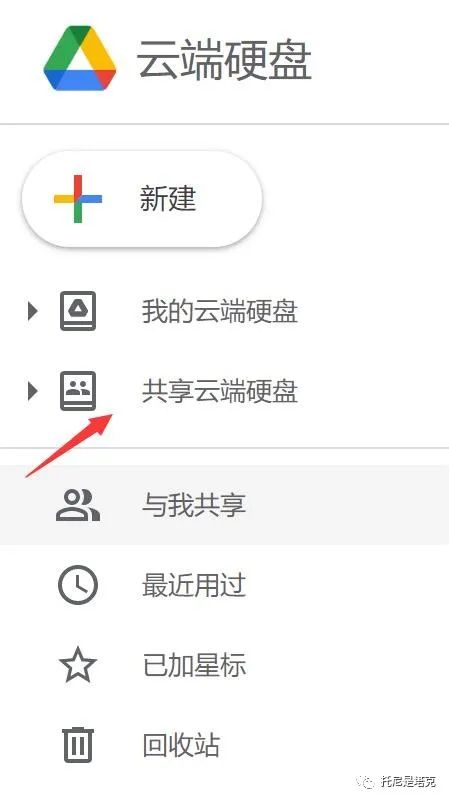 云端硬盘
新建
我的云端硬盘
共享云端硬盘
与我共享
最近用过
已加星标
回收站
托尼是塔克